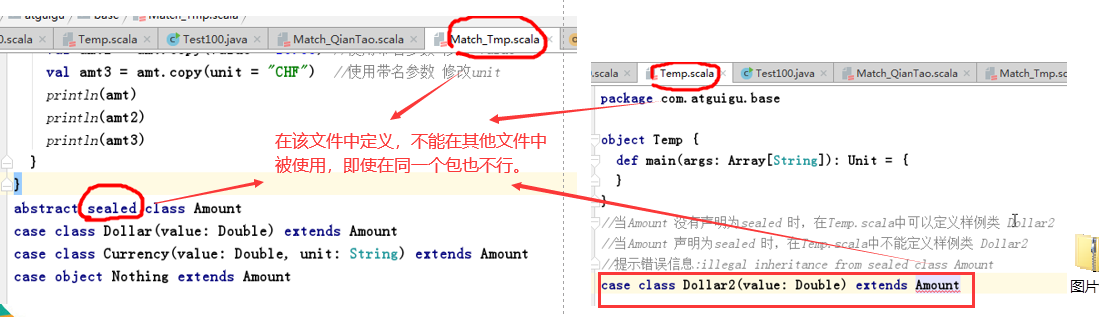 atguigu base Match_Tmp.scala
0.scala × Temp.scala × Test100.java × Match_QianTao.scala × Match_Tmp.scala ×
val amt3 = amt.copy(unit = "CHF") //使用带名参数 修改unit
println(amt)
println(amt2)
println(amt3)
}
}
abstract sealed class Amount
case class Dollar(value: Double) extends Amount
case class Currency(value: Double, unit: String) extends Amount
case object Nothing extends Amount
在该文件中定义，不能在其他文件中
被使用，即使在同一个包也不行。
.scala × Temp.scala × Test100.java × Match_QianTao.scala × Match_Tmp.sc
package com.atguigu.base
object Temp {
def main(args: Array[String]): Unit = {
}
}
//当Amount 没有声明为sealed 时，在Temp.scala中可以定义样例类 Dollar2
//当Amount 声明为sealed 时，在Temp.scala中不能定义样例类 Dollar2
//提示错误信息:illegal inheritance from sealed class Amount
case class Dollar2(value: Double) extends Amount
图片